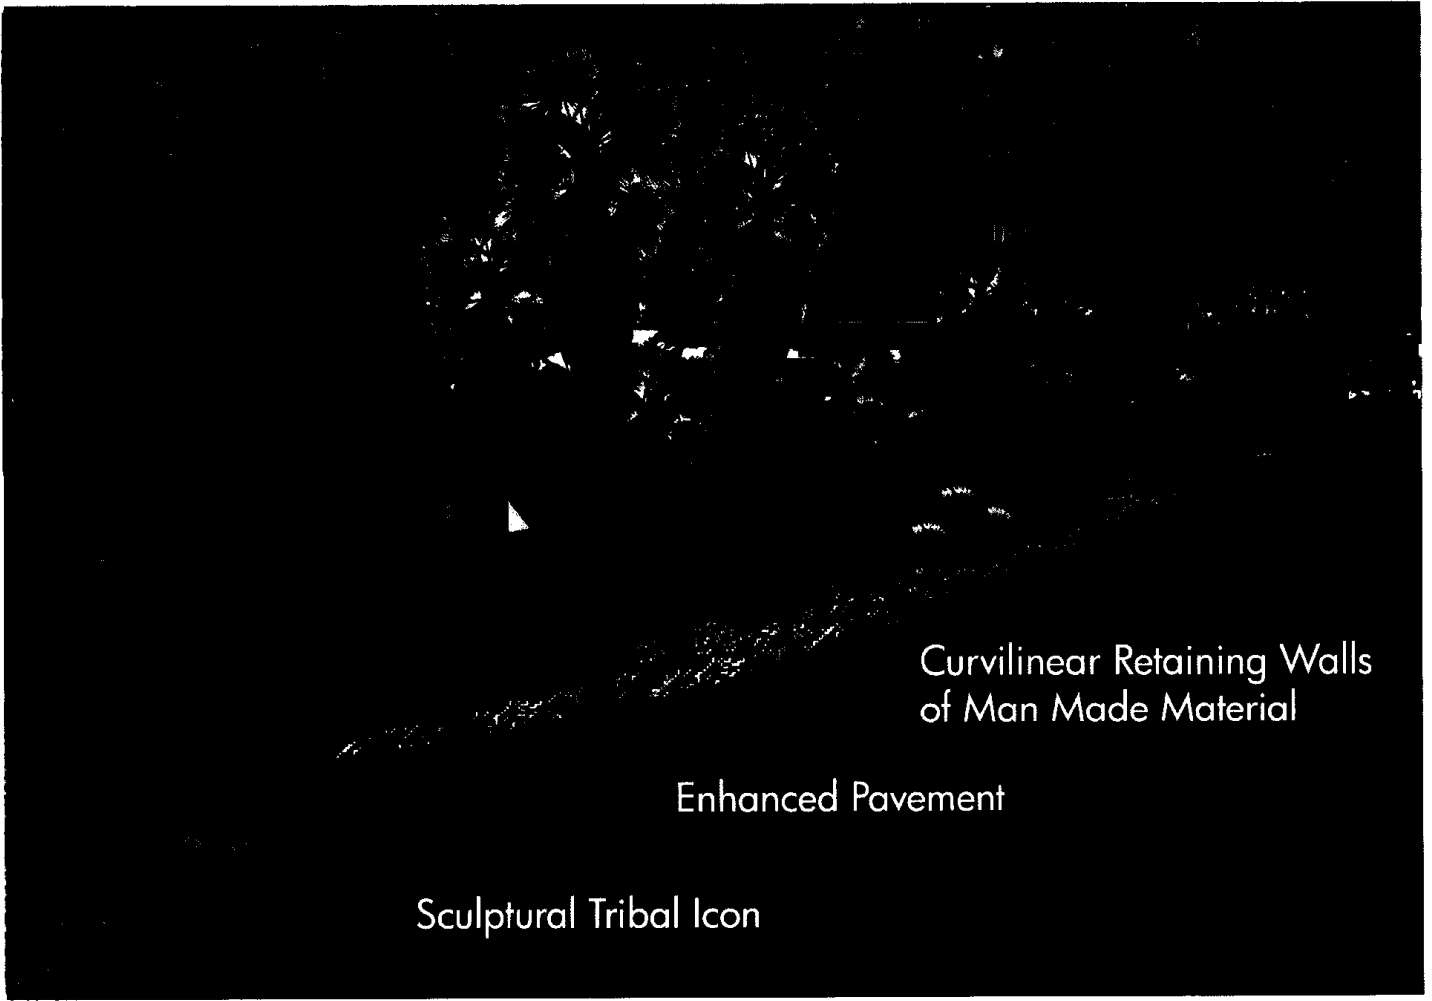 Curvilinear Retaining Walls
of Man Made Material
Enhanced Pavement
Sculptural Tribal Icon